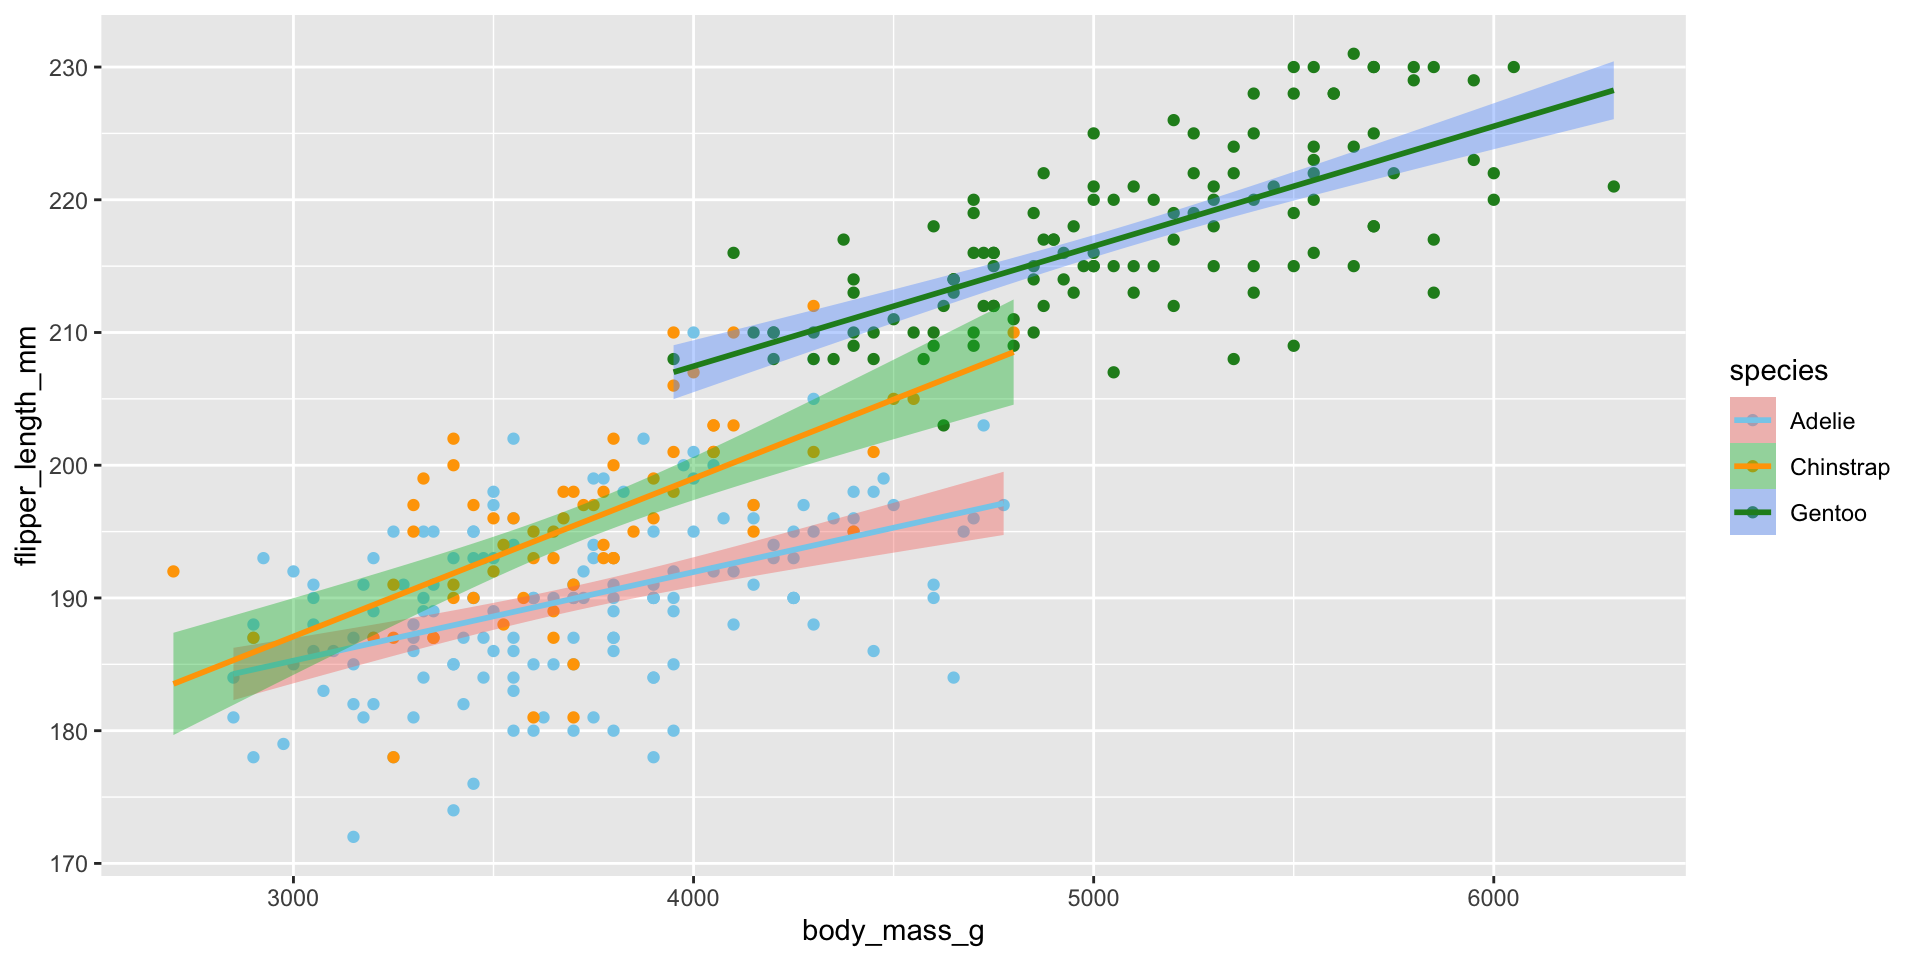 230
220
210
200
190
180
170
flipper_length_mm
3000 4000 5000 6000
body_mass_g
species
Adelie
Chinstrap
Gentoo